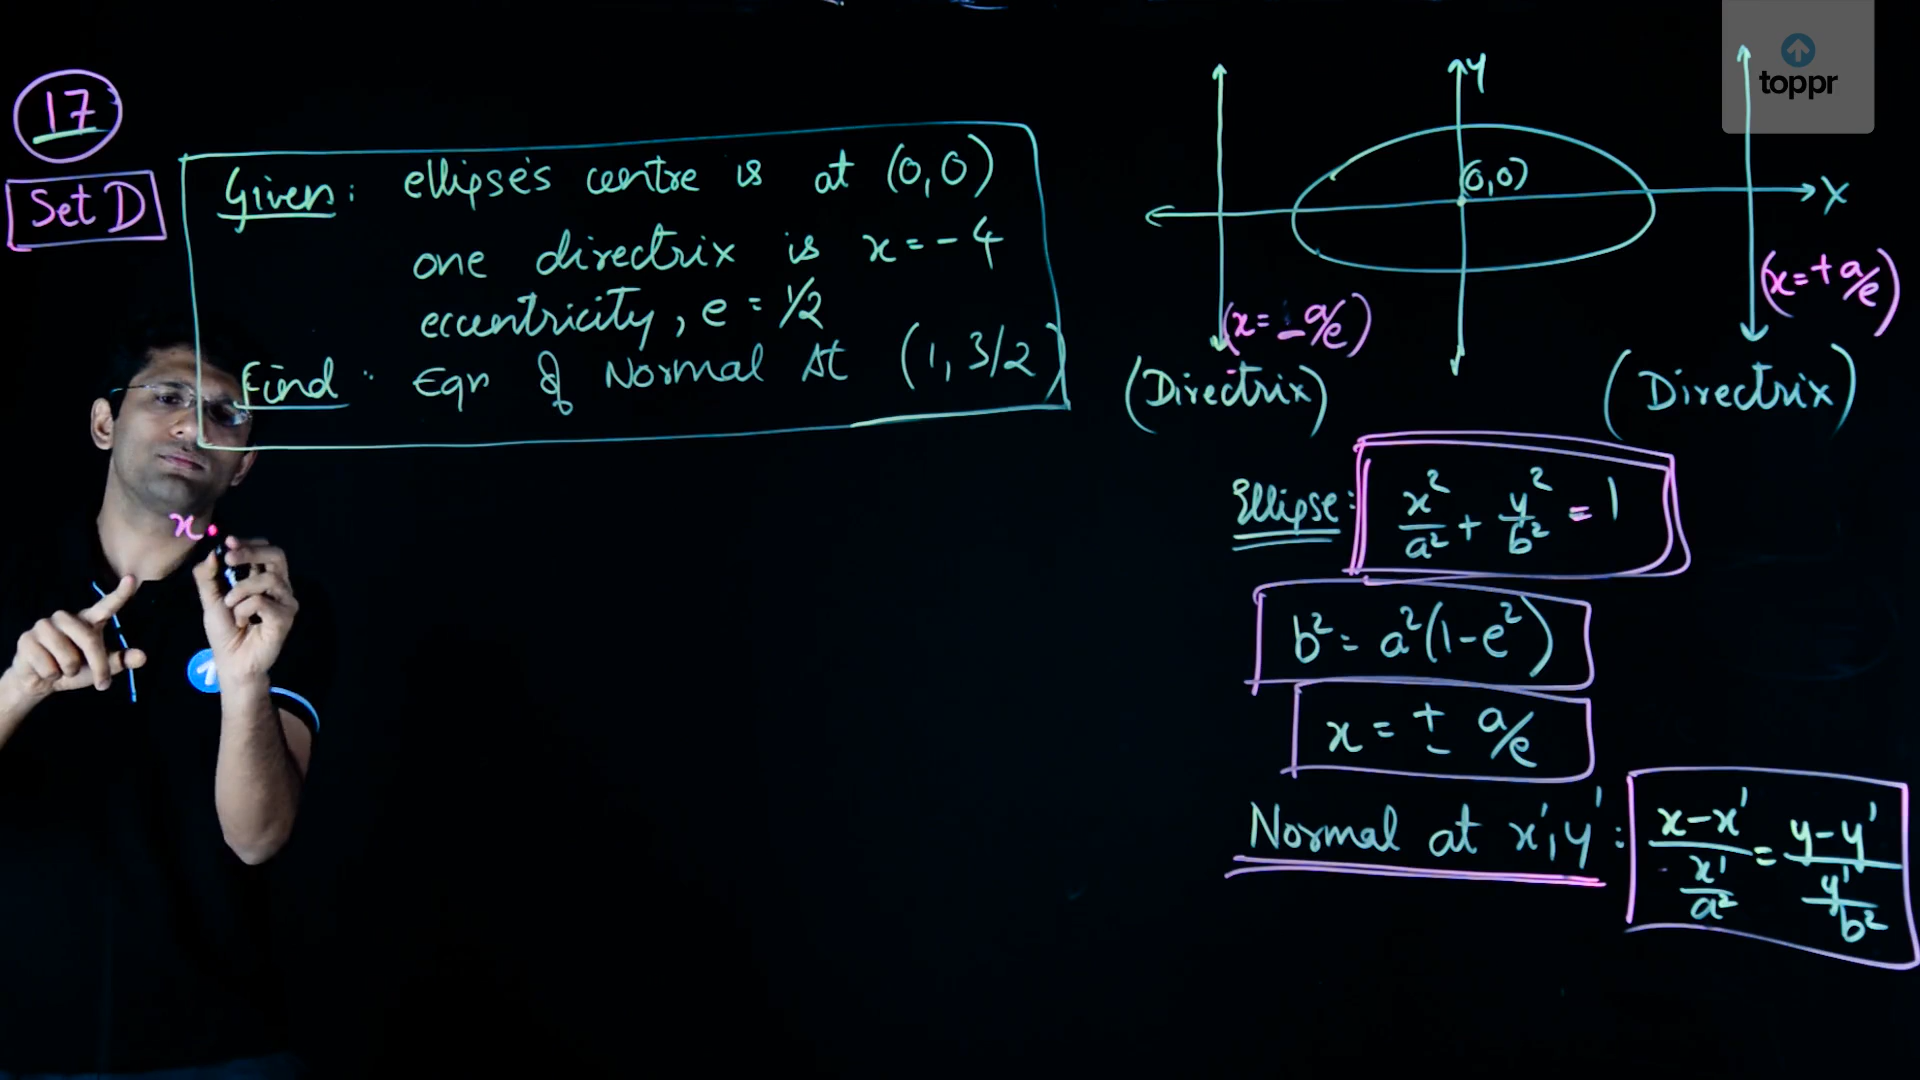 17
Set D
Given: ellipse's centre is at (0,0)
one directrix is x = -4
eccentricity, e = 1/2
Find: Eqn of Normal At (1, 3/2)
x
Y
(0,0)
X
(x = -a/e)
(x = +a/e)
(Directrix)
(Directrix)
toppr
Ellipse: x²/a² + y²/b² = 1
b² = a²(1-e²)
x = ± a/e
Normal at x',y' : (x-x')/(x'/a²) = (y-y')/(y'/b²)